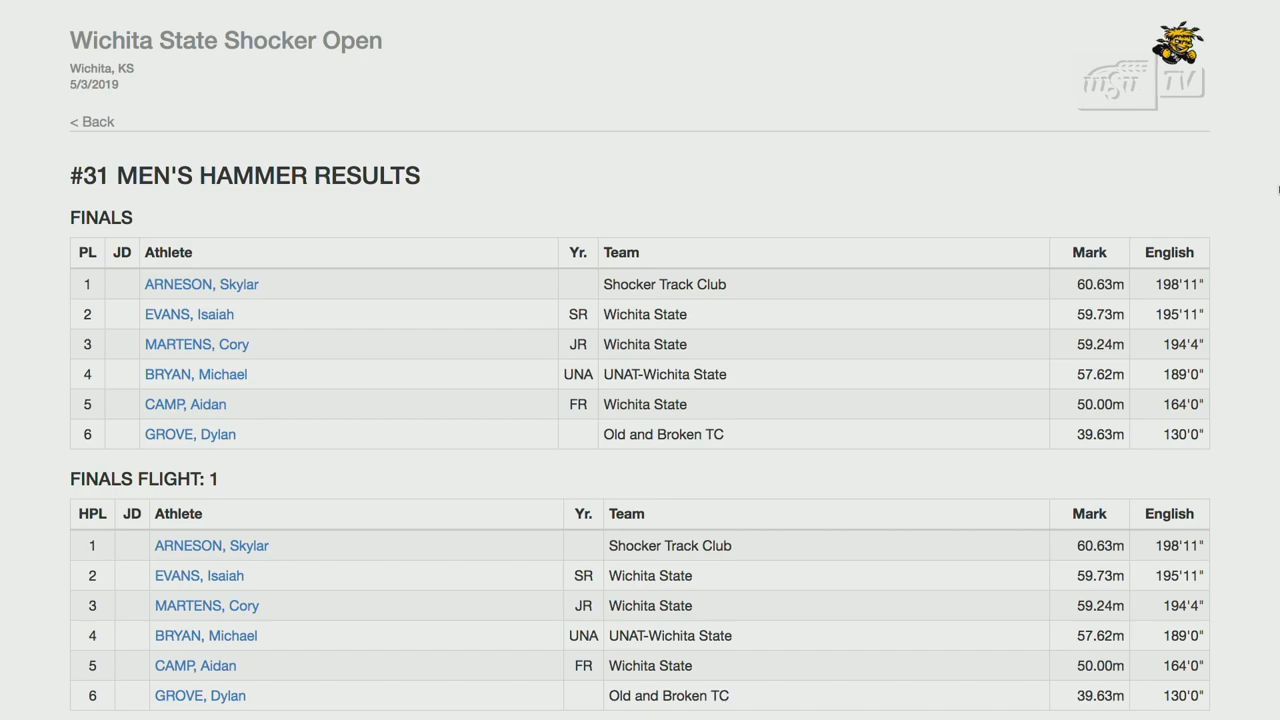 Wichita State Shocker Open
Wichita, KS
5/3/2019
TV
< Back
#31 MEN'S HAMMER RESULTS
FINALS
PL JD Athlete Yr. Team Mark English
1 ARNESON, Skylar Shocker Track Club 60.63m 198'11"
2 EVANS, Isaiah SR Wichita State 59.73m 195'11"
3 MARTENS, Cory JR Wichita State 59.24m 194'4"
4 BRYAN, Michael UNA UNAT-Wichita State 57.62m 189'0"
5 CAMP, Aidan FR Wichita State 50.00m 164'0"
6 GROVE, Dylan Old and Broken TC 39.63m 130'0"
FINALS FLIGHT: 1
HPL JD Athlete Yr. Team Mark English
1 ARNESON, Skylar Shocker Track Club 60.63m 198'11"
2 EVANS, Isaiah SR Wichita State 59.73m 195'11"
3 MARTENS, Cory JR Wichita State 59.24m 194'4"
4 BRYAN, Michael UNA UNAT-Wichita State 57.62m 189'0"
5 CAMP, Aidan FR Wichita State 50.00m 164'0"
6 GROVE, Dylan Old and Broken TC 39.63m 130'0"